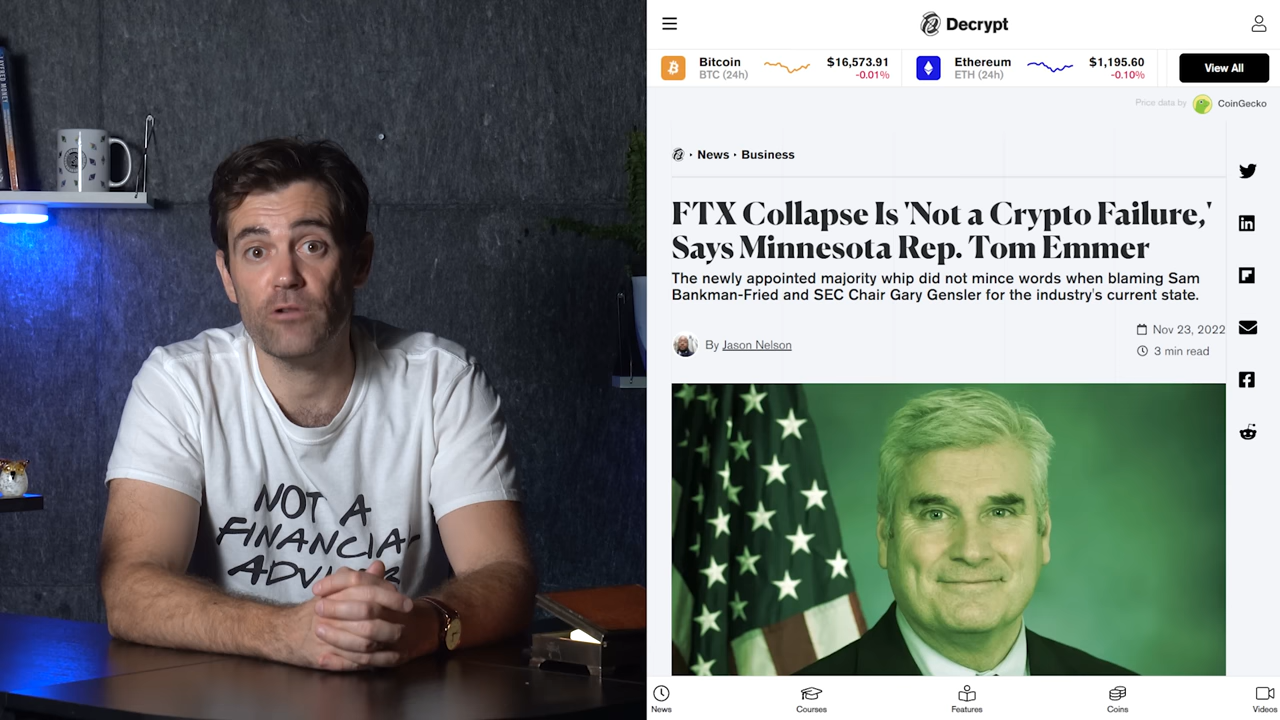 NOT A
FINANCIAL
Decrypt
Bitcoin
BTC (24h)
$16,573.91
-0.01%
Ethereum
ETH (24h)
$1,195.60
-0.10%
View All
Price data by CoinGecko
News • Business
FTX Collapse Is 'Not a Crypto Failure,'
Says Minnesota Rep. Tom Emmer
The newly appointed majority whip did not mince words when blaming Sam
Bankman-Fried and SEC Chair Gary Gensler for the industry's current state.
By Jason Nelson
Nov 23, 2022
3 min read
News
Courses
Features
Coins
Videos